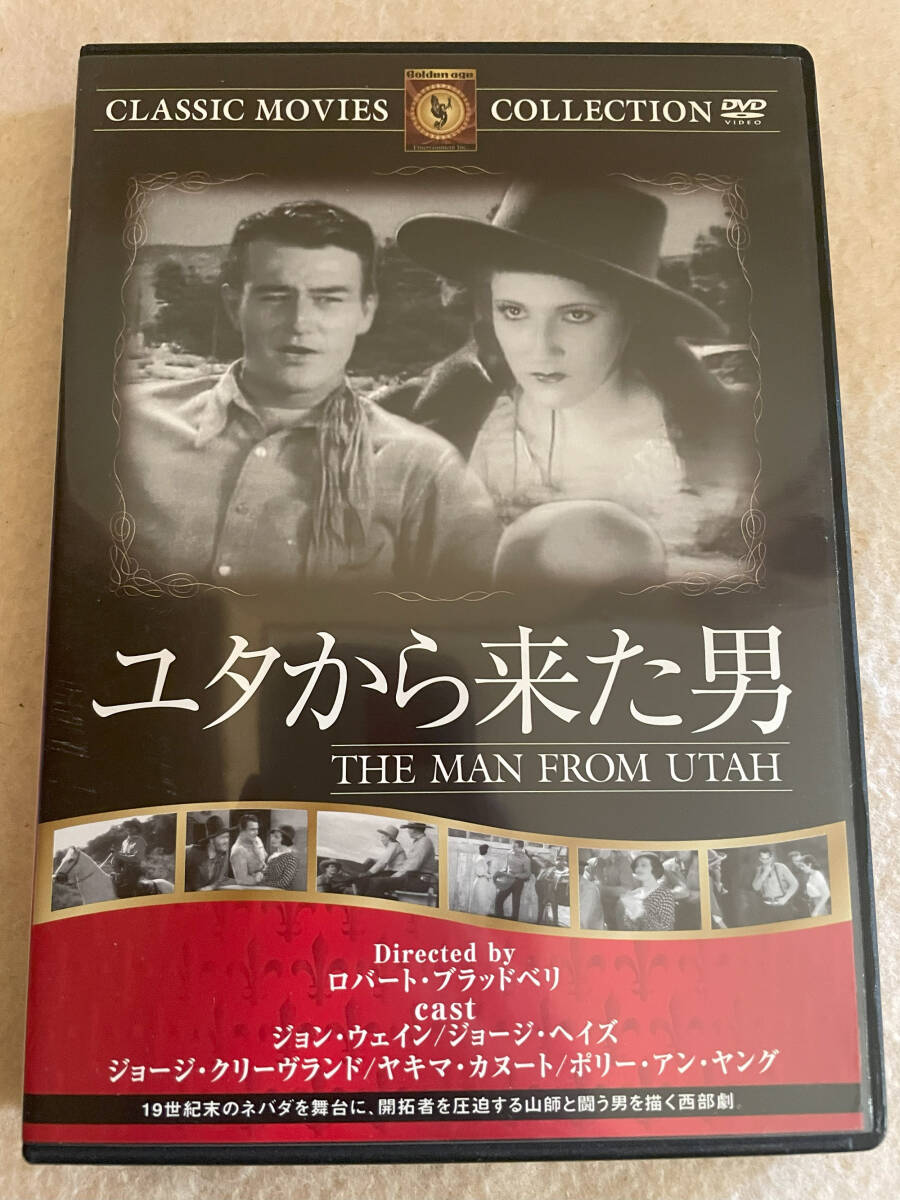 Golden age
CLASSIC MOVIES COLLECTION DVD
VIDEO
Entertainment Inc.
ユタから来た男
THE MAN FROM UTAH
Directed by
ロバート・ブラッドベリ
cast
ジョン・ウェイン/ジョージ・ヘイズ
ジョージ・クリーヴランド/ヤキマ・カヌート/ポリー・アン・ヤング
19世紀末のネバダを舞台に、開拓者を圧迫する山師と闘う男を描く西部劇。